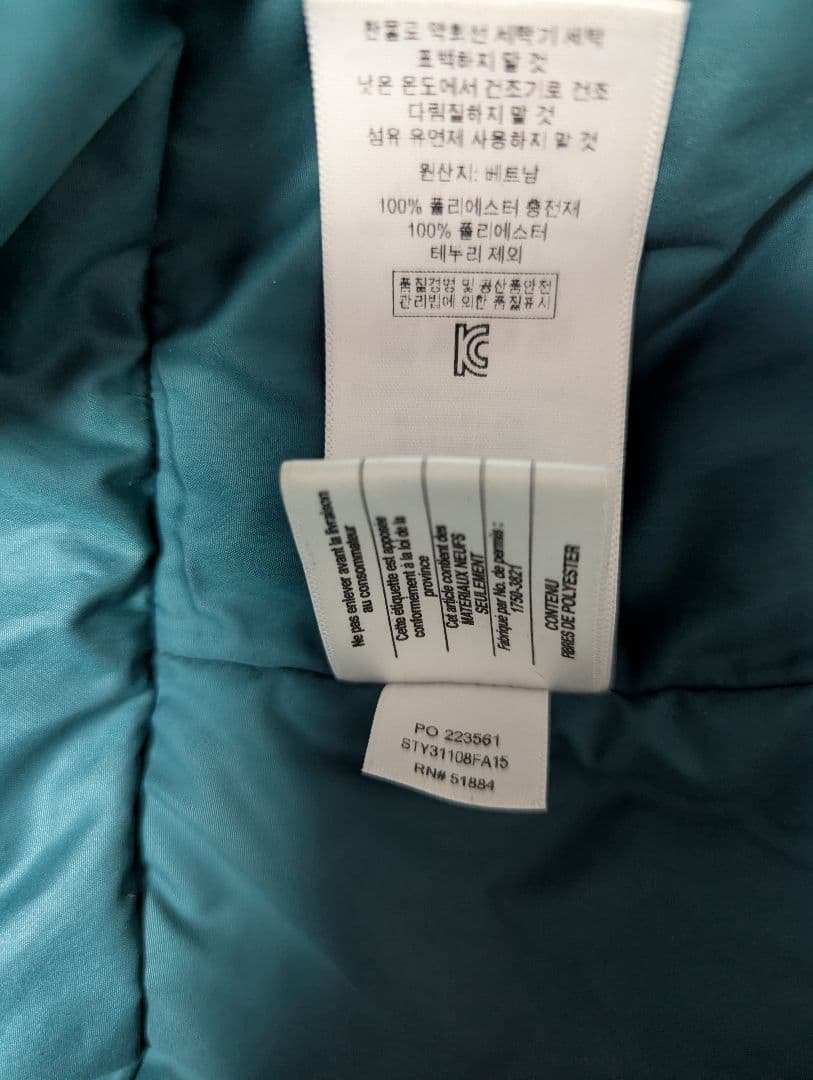 찬물로 약회전 세탁기 세탁
표백하지 말 것
낮은 온도에서 건조기로 건조
다림질하지 말 것
섬유 유연제 사용하지 말 것
원산지: 베트남
100% 폴리에스터 충전재
100% 폴리에스터
테두리 제외
품질경영 및 공산품안전
관리법에 의한 품질표시
KC
Ne pas enlever avant la livraison
au consommateur
Cette étiquette est apposée
conformément à la loi de la
province
Cet article contient des
MATERIAUX NEUFS
SEULEMENT
Fabriqué par No. de permis:
1750-3821
CONTENU
FIBRES DE POLYESTER
PO 223561
STY31108FA15
RN# 51884